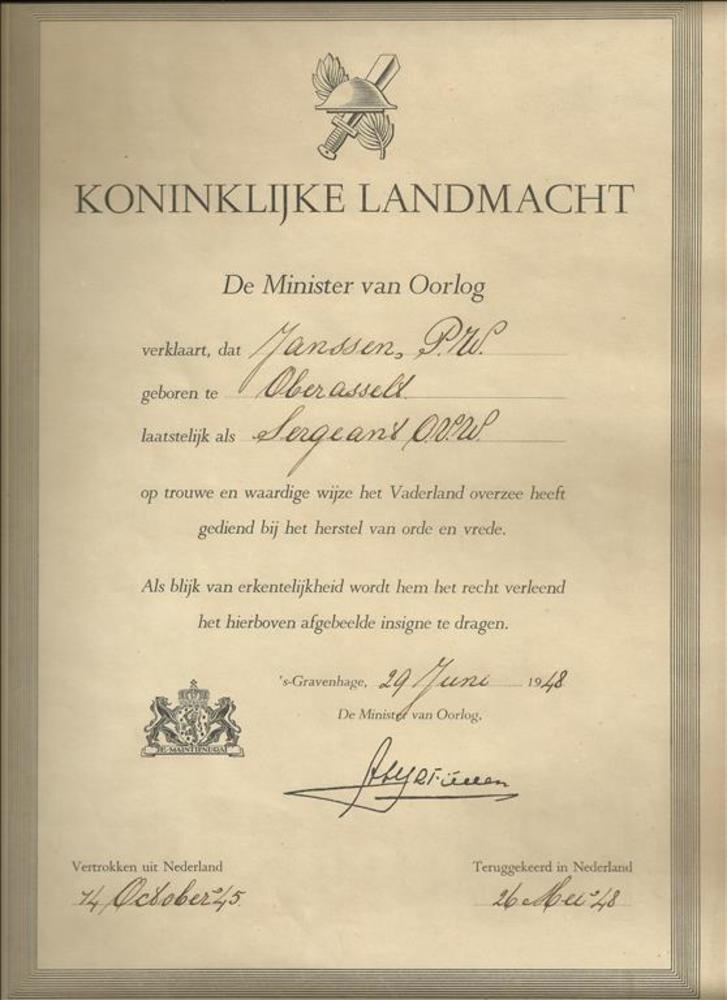 KONINKLIJKE LANDMACHT
De Minister van Oorlog
verklaart, dat Janssen, P.W.
geboren te Oberasselt
laatstelijk als Sergeant O.V.W.
op trouwe en waardige wijze het Vaderland overzee heeft
gediend bij het herstel van orde en vrede.
Als blijk van erkentelijkheid wordt hem het recht verleend
het hierboven afgebeelde insigne te dragen.
's-Gravenhage, 29 Juni 1948
De Minister van Oorlog,
JE MAINTIENDRAI
Vertrokken uit Nederland
14 October '45
Teruggekeerd in Nederland
26 Mei '48